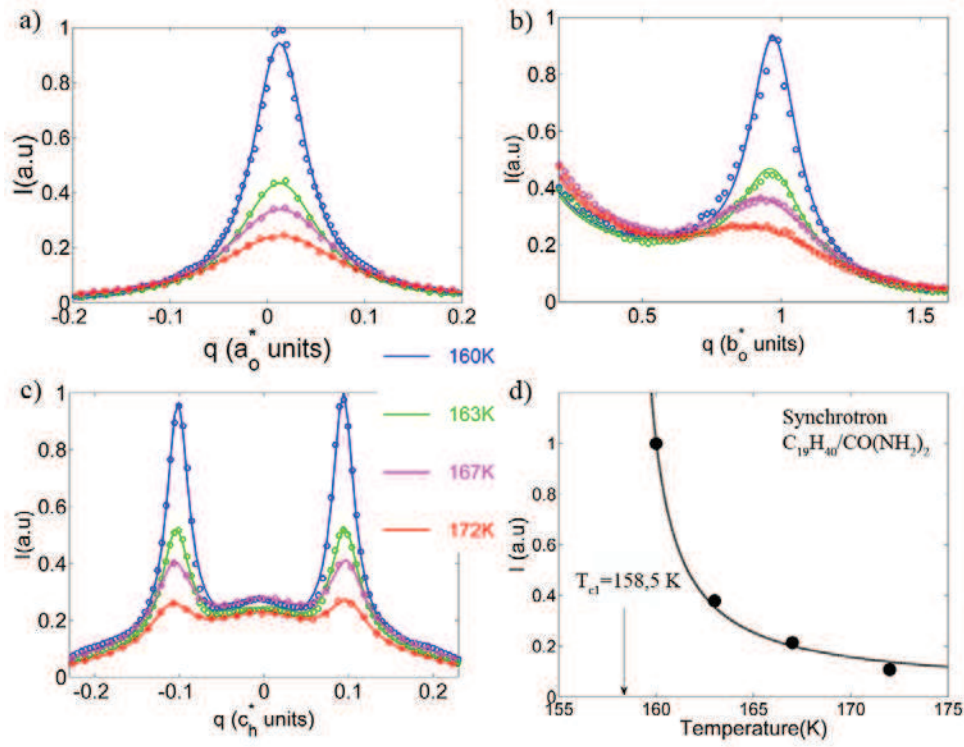 a)
I(a.u)
1
0.8
0.6
0.4
0.2
0
-0.2 -0.1 0 0.1 0.2
q (a*o units)
b)
I(a.u)
1
0.8
0.6
0.4
0.2
0
0.5 1 1.5
q (b*o units)
160K
163K
167K
172K
c)
I(a.u)
1
0.8
0.6
0.4
0.2
0
-0.2 -0.1 0 0.1 0.2
q (c*h units)
d)
I (a.u)
1
0.8
0.6
0.4
0.2
0
Synchrotron
C19H40/CO(NH2)2
Tc1=158,5 K
155 160 165 170 175
Temperature(K)